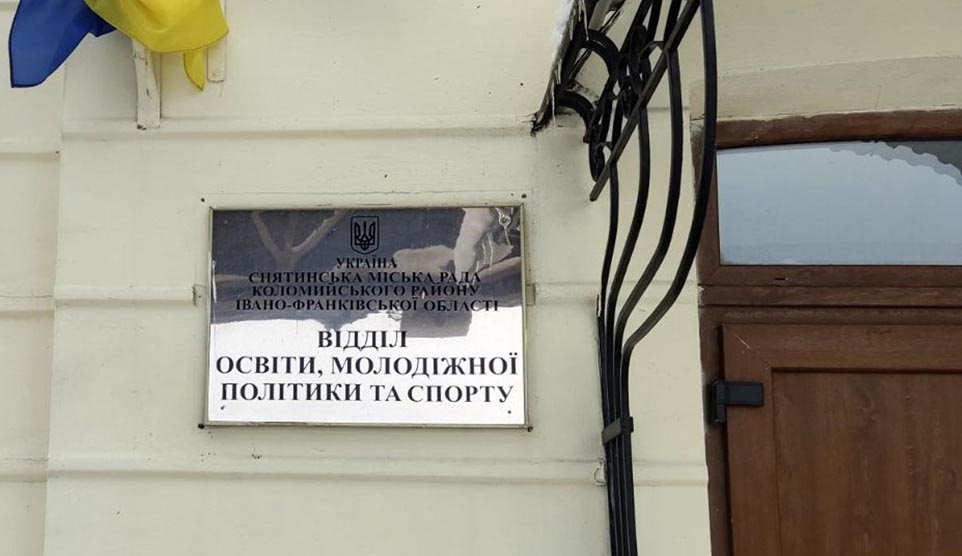 УКРАЇНА
СНЯТИНСЬКА МІСЬКА РАДА
КОЛОМИЙСЬКОГО РАЙОНУ
ІВАНО-ФРАНКІВСЬКОЇ ОБЛАСТІ
ВІДДІЛ
ОСВІТИ, МОЛОДІЖНОЇ
ПОЛІТИКИ ТА СПОРТУ